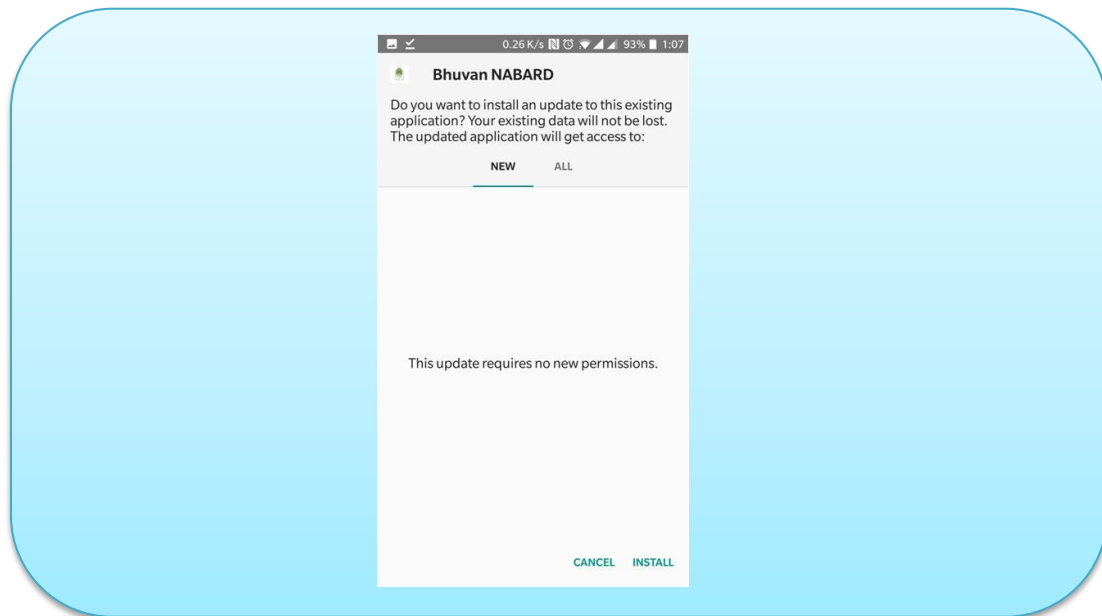 0.26 K/s 93% 1:07
Bhuvan NABARD
Do you want to install an update to this existing
application? Your existing data will not be lost.
The updated application will get access to:
NEW ALL
This update requires no new permissions.
CANCEL INSTALL